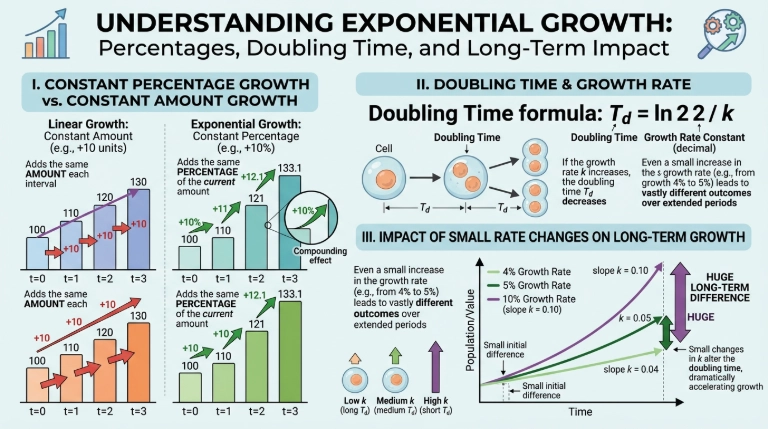 UNDERSTANDING EXPONENTIAL GROWTH:
Percentages, Doubling Time, and Long-Term Impact
I. CONSTANT PERCENTAGE GROWTH
vs. CONSTANT AMOUNT GROWTH
Linear Growth:
Constant Amount
(e.g., +10 units)
Adds the same
AMOUNT each
interval
100
110
120
130
+10
+10
+10
t=0
t=1
t=2
t=3
Exponential Growth:
Constant Percentage
(e.g., +10%)
Adds the same
PERCENTAGE
of the current
amount
100
110
121
133.1
+10%
+11
+12.1
+10%
Compounding
effect
t=0
t=1
t=2
t=3
Adds the same
AMOUNT each
+10
+10
100
110
120
130
t=0
t=1
t=2
t=3
Adds the same
PERCENTAGE
of the current
amount
100
110
121
133.1
+10
+10
+12.1
t=0
t=1
t=2
t=3
II. DOUBLING TIME & GROWTH RATE
Doubling Time formula: Td = ln 2 2 / k
Cell
Doubling Time
Td
Td
Doubling Time
If the growth
rate k increases,
the doubling
time Td
decreases
Growth Rate Constant
(decimal)
Even a small increase in
the s growth rate (e.g., from
growth 4% to 5%) leads to
vastly different outcomes
over extended periods
III. IMPACT OF SMALL RATE CHANGES ON LONG-TERM GROWTH
Even a small increase
in the growth rate
(e.g., from 4% to 5%)
leads to vastly different
outcomes over
extended periods
Low k
(long Td)
Medium k
(medium Td)
High k
(short Td)
Population/Value
4% Growth Rate
5% Growth Rate
10% Growth Rate
(slope k = 0.10)
slope k = 0.10
k = 0.05
slope k = 0.04
Small initial
difference
Small initial
difference
Time
HUGE
LONG-TERM
DIFFERENCE
HUGE
Small changes
in k alter the
doubling time,
dramatically
accelerating growth